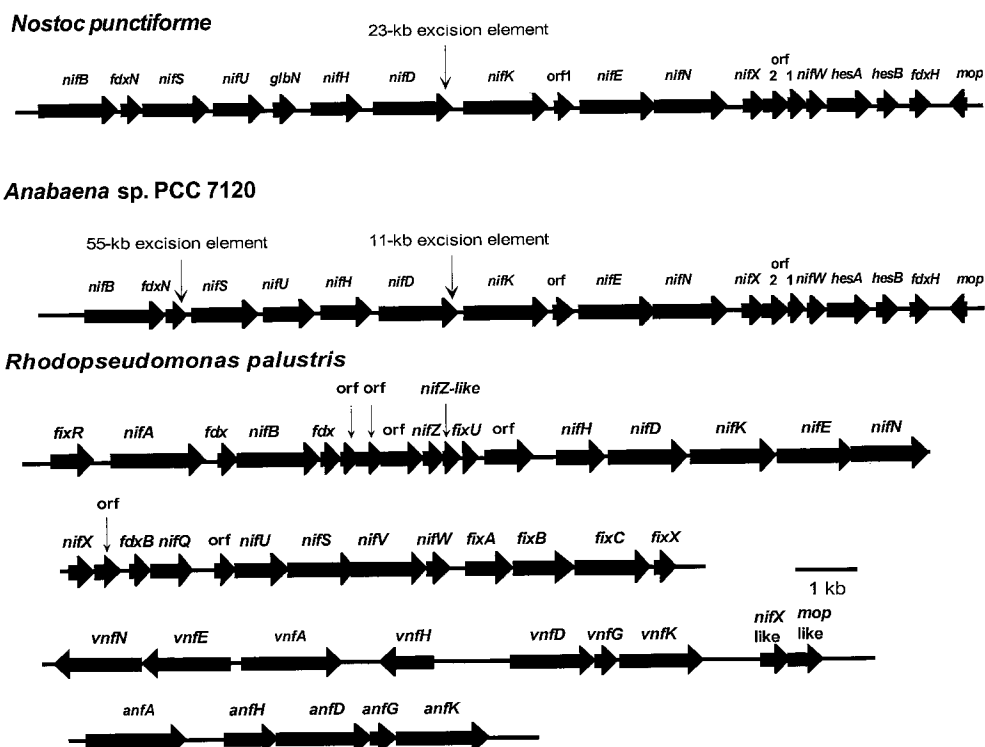 Nostoc punctiforme
23-kb excision element
nifB fdxN nifS nifU glbN nifH nifD nifK orf1 nifE nifN nifX orf 2 1 nifW hesA hesB fdxH mop
Anabaena sp. PCC 7120
55-kb excision element 11-kb excision element
nifB fdxN nifS nifU nifH nifD nifK orf nifE nifN nifX orf 2 1 nifW hesA hesB fdxH mop
Rhodopseudomonas palustris
orf orf nifZ-like
fixR nifA fdx nifB fdx orf nifZ fixU orf nifH nifD nifK nifE nifN
orf
nifX fdxB nifQ orf nifU nifS nifV nifW fixA fixB fixC fixX
1 kb
vnfN vnfE vnfA vnfH vnfD vnfG vnfK nifX like mop like
anfA anfH anfD anfG anfK